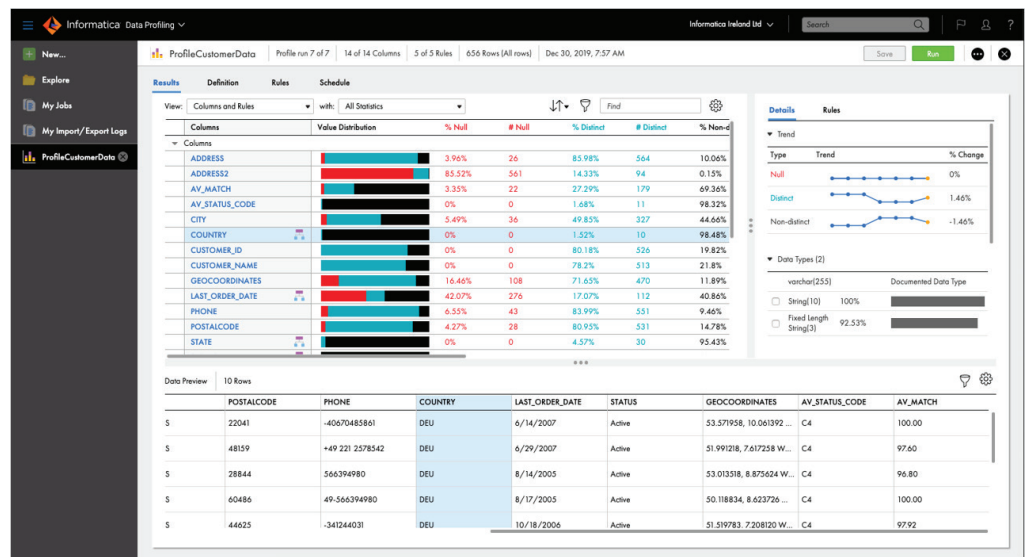 Informatica Data Profiling Informatica Ireland Ltd Search ?
New...
Explore
My Jobs
My Import/Export Logs
ProfileCustomerData
ProfileCustomerData Profile run 7 of 7 14 of 14 Columns 5 of 5 Rules 656 Rows (All rows) Dec 30, 2019, 7:57 AM Save Run
Results Definition Rules Schedule
View: Columns and Rules with: All Statistics Find
Columns Value Distribution % Null # Null % Distinct # Distinct % Non-d
Columns
ADDRESS 3.96% 26 85.98% 564 10.06%
ADDRESS2 85.52% 561 14.33% 94 0.15%
AV_MATCH 3.35% 22 27.29% 179 69.36%
AV_STATUS_CODE 0% 0 1.68% 11 98.32%
CITY 5.49% 36 49.85% 327 44.66%
COUNTRY 0% 0 1.52% 10 98.48%
CUSTOMER_ID 0% 0 80.18% 526 19.82%
CUSTOMER_NAME 0% 0 78.2% 513 21.8%
GEOCOORDINATES 16.46% 108 71.65% 470 11.89%
LAST_ORDER_DATE 42.07% 276 17.07% 112 40.86%
PHONE 6.55% 43 83.99% 551 9.46%
POSTALCODE 4.27% 28 80.95% 531 14.78%
STATE 0% 0 4.57% 30 95.43%
Details Rules
Trend
Type Trend % Change
Null 0%
Distinct 1.46%
Non-distinct -1.46%
Data Types (2)
varchar(255) Documented Data Type
String(10) 100%
Fixed Length
String(3) 92.53%
Data Preview 10 Rows
POSTALCODE PHONE COUNTRY LAST_ORDER_DATE STATUS GEOCOORDINATES AV_STATUS_CODE AV_MATCH
S 22041 -40670485861 DEU 6/14/2007 Active 53.571958, 10.061392 ... C4 100.00
S 48159 +49 221 2578542 DEU 6/29/2007 Active 51.991218, 7.617258 W... C4 97.60
S 28844 566394980 DEU 8/14/2005 Active 53.013518, 8.875624 W... C4 96.80
S 60486 49-566394980 DEU 8/17/2005 Active 50.118834, 8.623726 ... C4 100.00
S 44625 -341244031 DEU 10/18/2006 Active 51.519783, 7.208120 W... C4 97.92